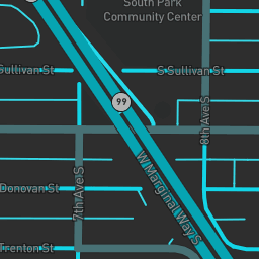 South Park
Community Center
Sullivan St
S Sullivan St
99
8th Ave S
W Marginal Way S
Donovan St
7th Ave S
Trenton St